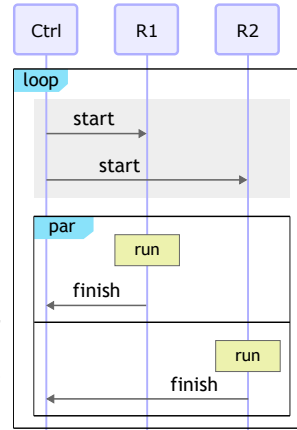 Ctrl R1 R2
loop
start
start
par
run
finish
run
finish